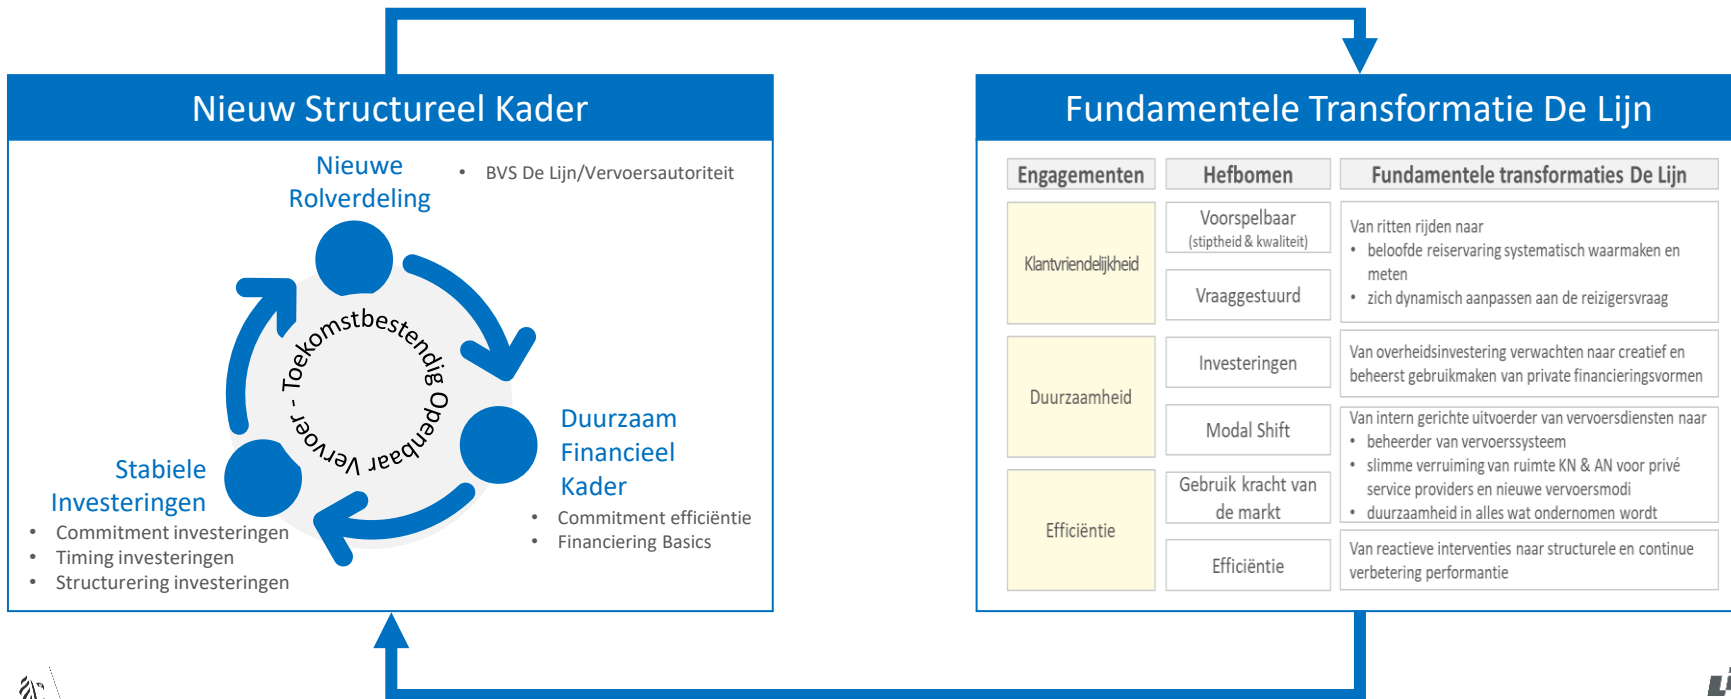 Nieuw Structureel Kader
Nieuwe
Rolverdeling
• BVS De Lijn/Vervoersautoriteit
Toekomstbestendig Openbaar Vervoer -
Duurzaam
Financieel
Kader
• Commitment efficiëntie
• Financiering Basics
Stabiele
Investeringen
• Commitment investeringen
• Timing investeringen
• Structurering investeringen
Fundamentele Transformatie De Lijn
Engagementen
Hefbomen
Fundamentele transformaties De Lijn
Klantvriendelijkheid
Voorspelbaar
(stiptheid & kwaliteit)
Vraaggestuurd
Van ritten rijden naar
• beloofde reiservaring systematisch waarmaken en
meten
• zich dynamisch aanpassen aan de reizigersvraag
Duurzaamheid
Investeringen
Van overheidsinvestering verwachten naar creatief en
beheerst gebruikmaken van private financieringsvormen
Modal Shift
Van intern gerichte uitvoerder van vervoersdiensten naar
• beheerder van vervoerssysteem
• slimme verruiming van ruimte KN & AN voor privé
service providers en nieuwe vervoersmodi
• duurzaamheid in alles wat ondernomen wordt
Efficiëntie
Gebruik kracht van
de markt
Efficiëntie
Van reactieve interventies naar structurele en continue
verbetering performantie